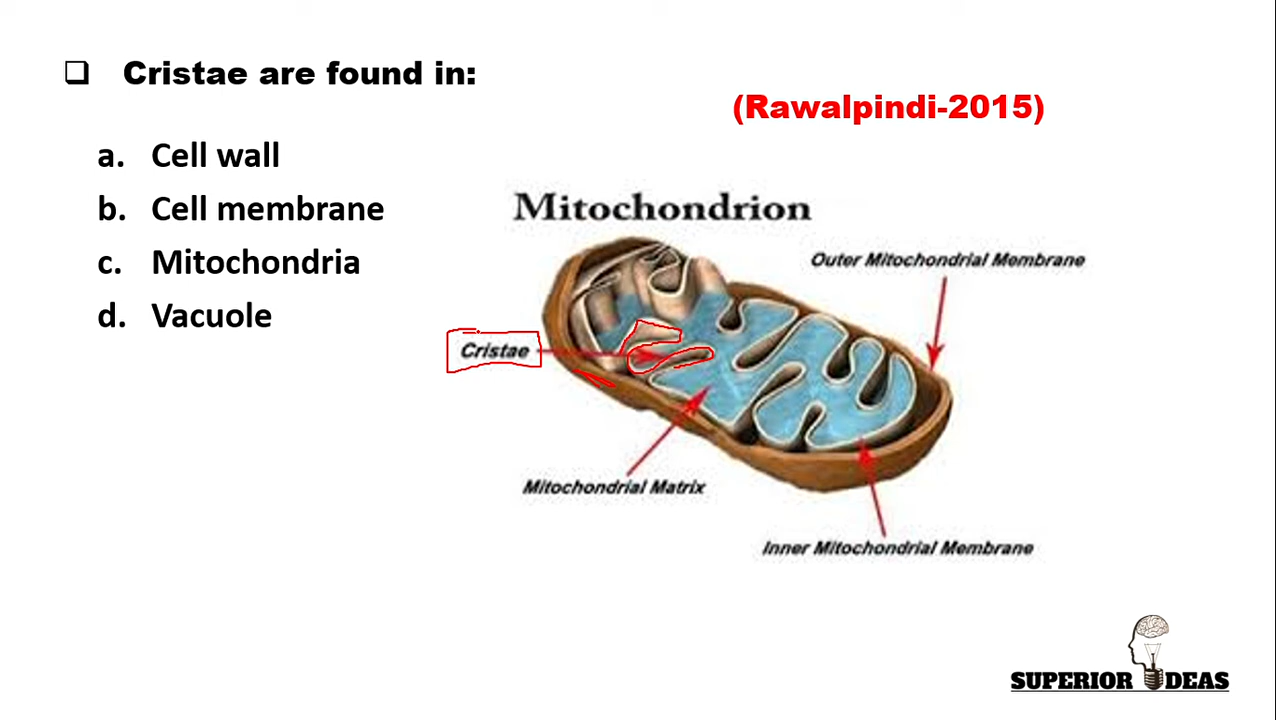 ❑ Cristae are found in:
(Rawalpindi-2015)
a. Cell wall
b. Cell membrane
c. Mitochondria
d. Vacuole
Mitochondrion
Outer Mitochondrial Membrane
Cristae
Mitochondrial Matrix
Inner Mitochondrial Membrane
SUPERIOR IDEAS